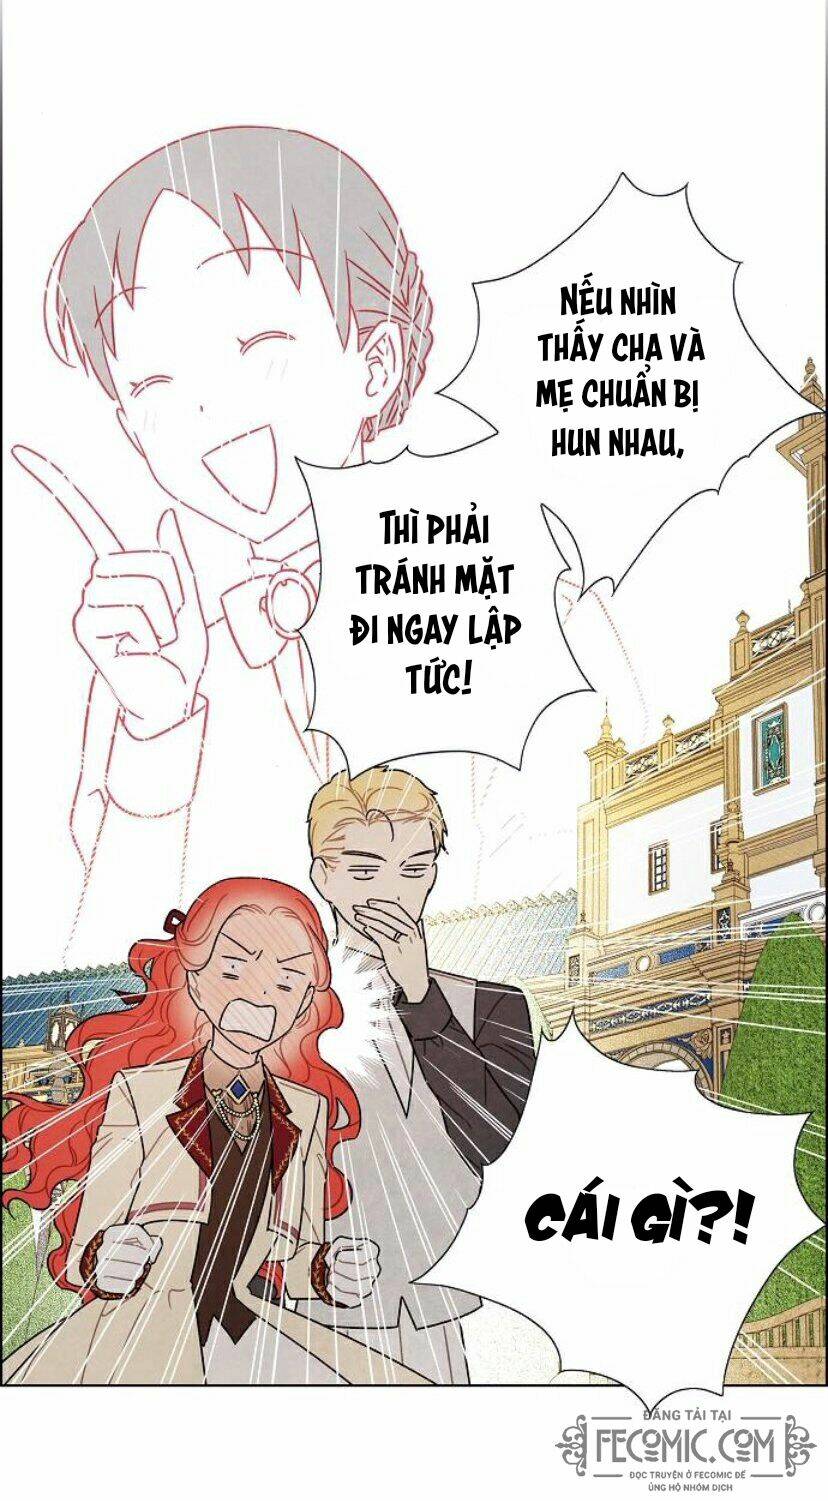 NẾU NHÌN
THẤY CHA VÀ
MẸ CHUẨN BỊ
HUN NHAU,
THÌ PHẢI
TRÁNH MẶT
ĐI NGAY LẬP
TỨC!
CÁI GÌ?!
ĐĂNG TẢI TẠI
FECOMIC.COM
ĐỌC TRUYỆN Ở FECOMIC ĐỂ
ỦNG HỘ NHÓM DỊCH